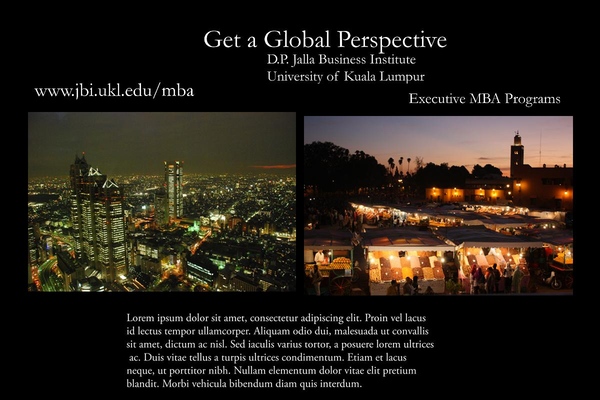 Get a Global Perspective
D.P. Jalla Business Institute
University of Kuala Lumpur
www.jbi.ukl.edu/mba
Executive MBA Programs
Lorem ipsum dolor sit amet, consectetur adipiscing elit. Proin vel lacus
id lectus tempor ullamcorper. Aliquam odio dui, malesuada ut convallis
sit amet, dictum ac nisl. Sed iaculis varius tortor, a posuere lorem ultrices
ac. Duis vitae tellus a turpis ultrices condimentum. Etiam et lacus
neque, ut porttitor nibh. Nullam elementum dolor vitae elit pretium
blandit. Morbi vehicula bibendum diam quis interdum.